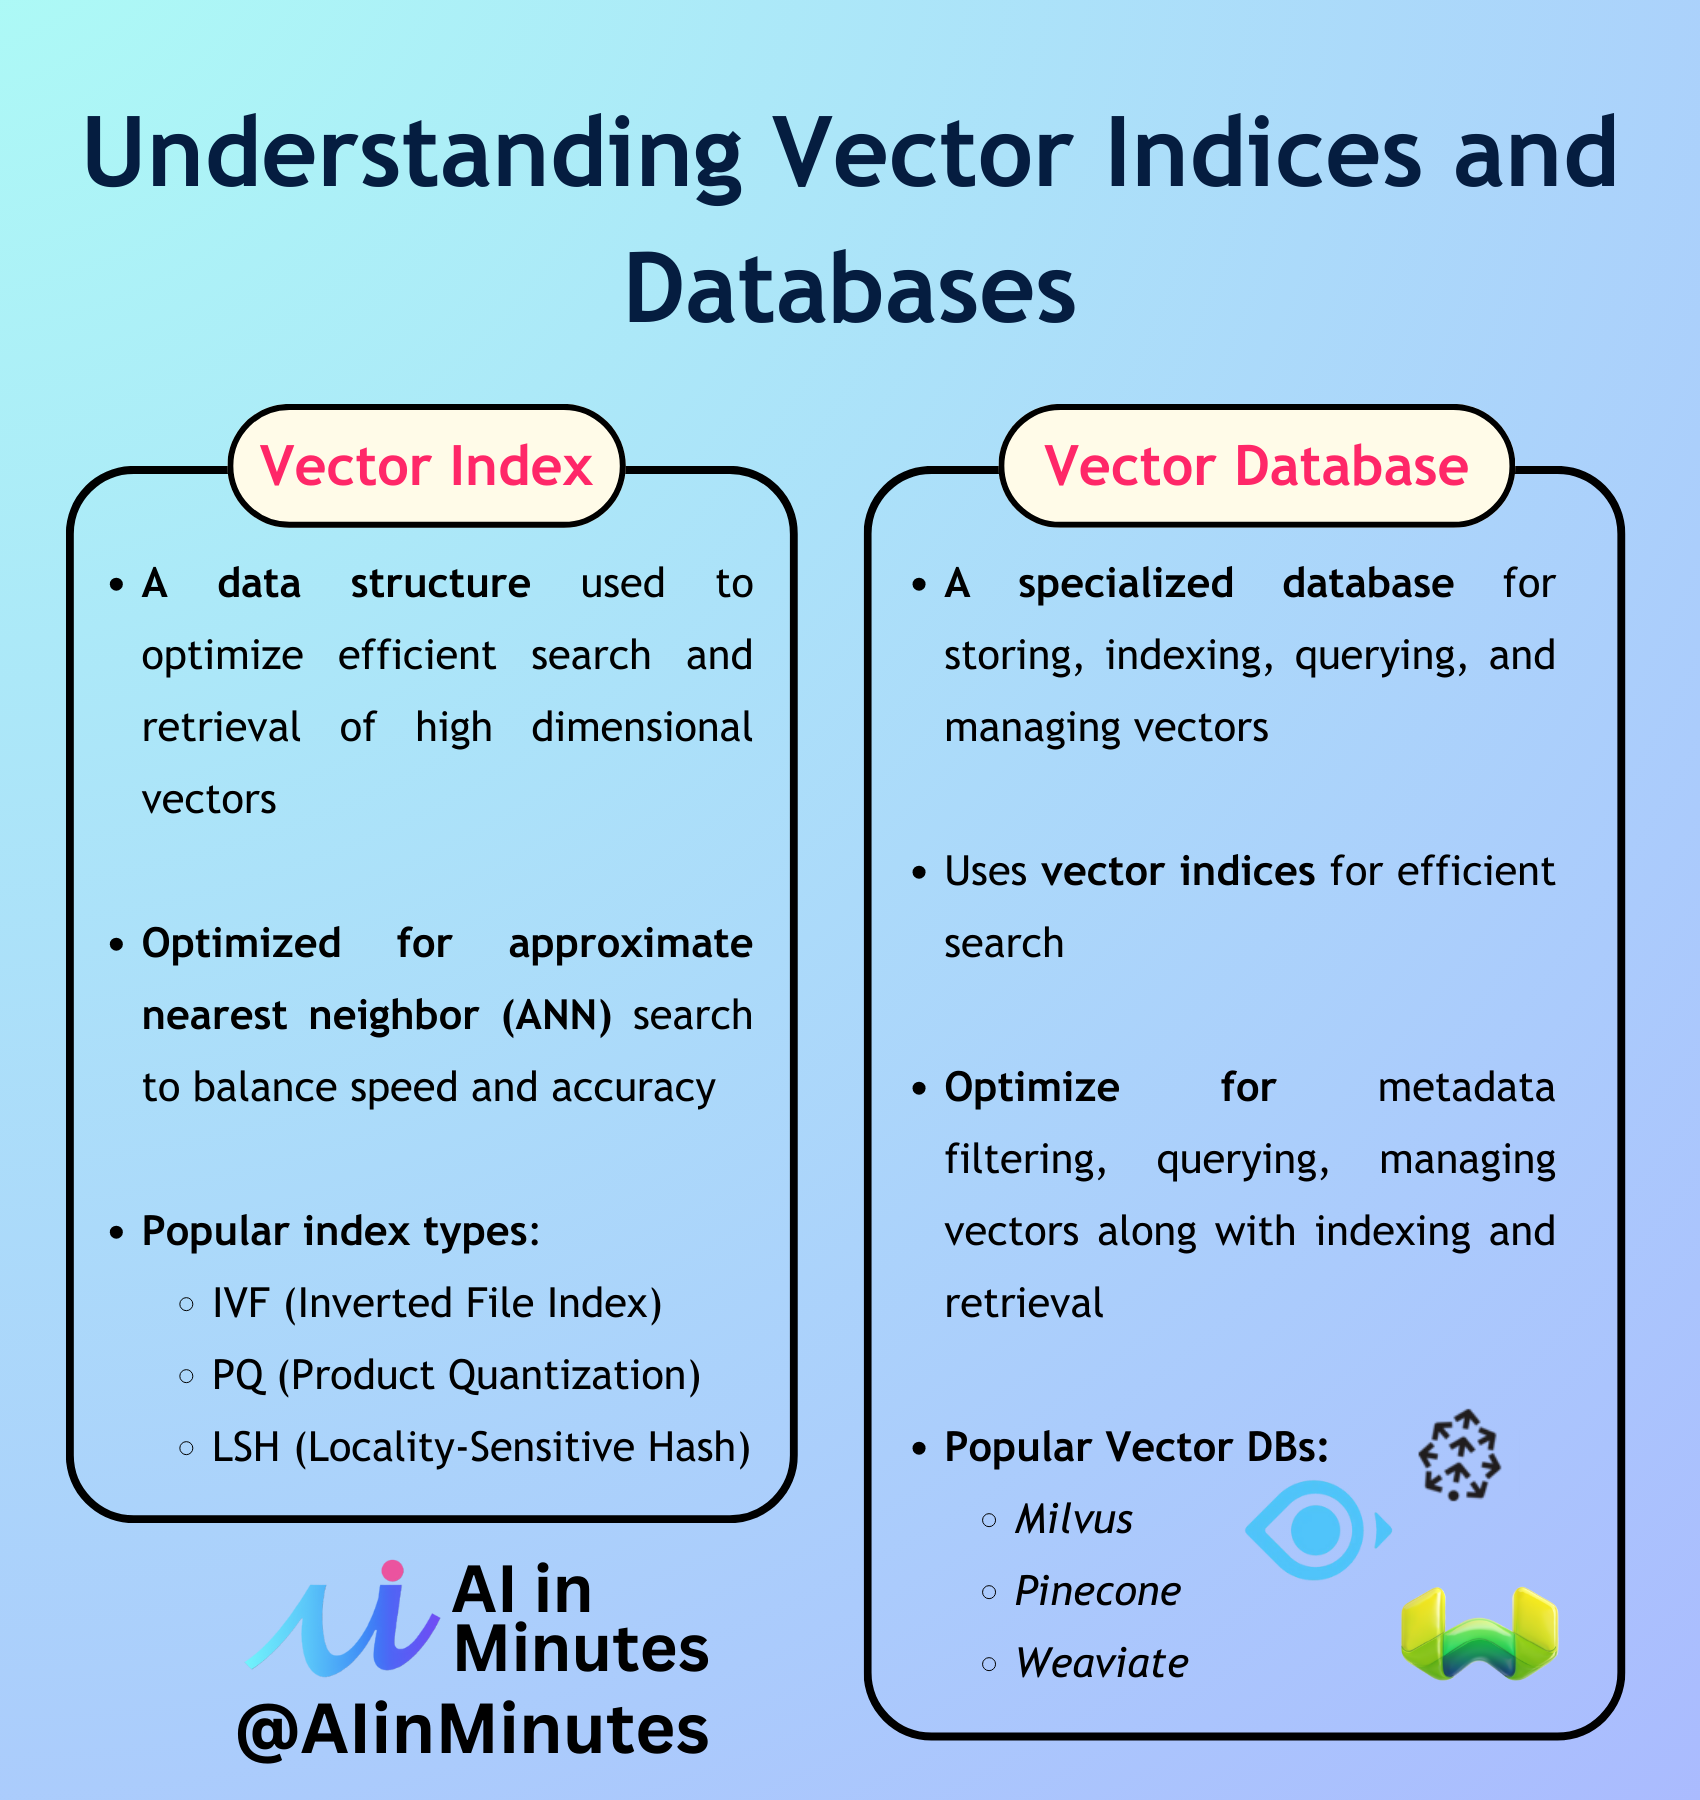 Understanding Vector Indices and
Databases
Vector Index
• A data structure used to
optimize efficient search and
retrieval of high dimensional
vectors
• Optimized for approximate
nearest neighbor (ANN) search
to balance speed and accuracy
• Popular index types:
◦ IVF (Inverted File Index)
◦ PQ (Product Quantization)
◦ LSH (Locality-Sensitive Hash)
Vector Database
• A specialized database for
storing, indexing, querying, and
managing vectors
• Uses vector indices for efficient
search
• Optimize for metadata
filtering, querying, managing
vectors along with indexing and
retrieval
• Popular Vector DBs:
◦ Milvus
◦ Pinecone
◦ Weaviate
AI in
Minutes
@AIinMinutes